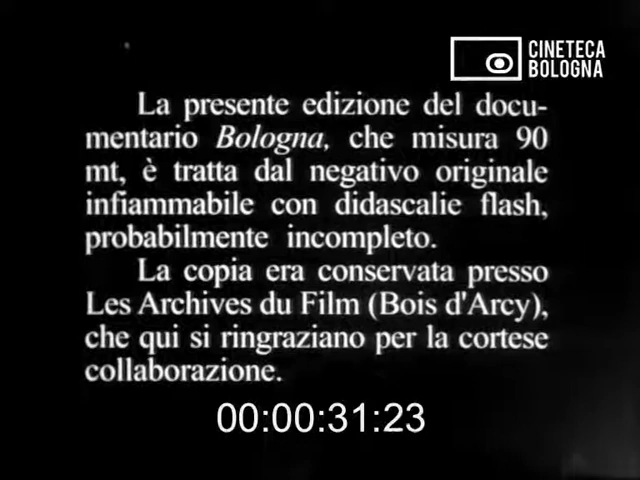 CINETECA
BOLOGNA
La presente edizione del docu-
mentario Bologna, che misura 90
mt, è tratta dal negativo originale
infiammabile con didascalie flash,
probabilmente incompleto.
La copia era conservata presso
Les Archives du Film (Bois d'Arcy),
che qui si ringraziano per la cortese
collaborazione.
00:00:31:23